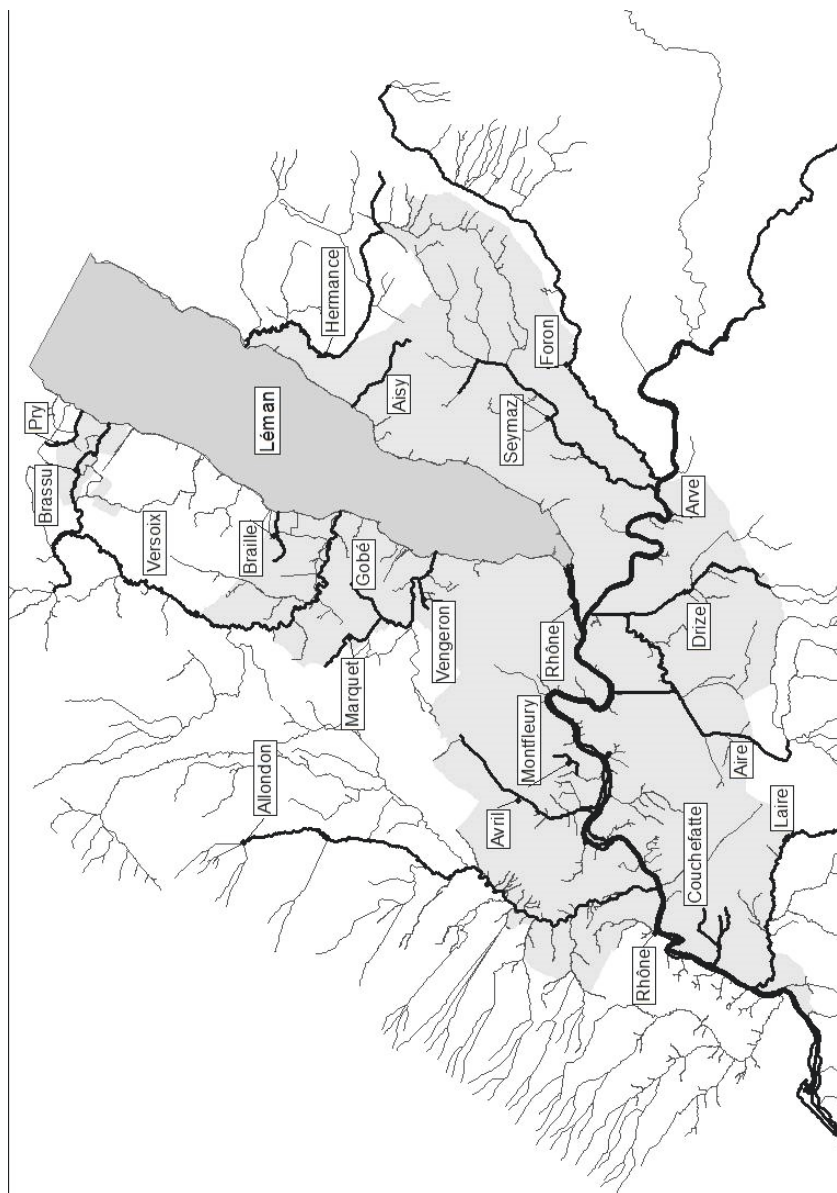 Pry
Brassu
Versoix
Braille
Gobé
Marquet
Vengeron
Allondon
Léman
Hermance
Aisy
Foron
Seymaz
Arve
Rhône
Drize
Montfleury
Avril
Aire
Couchefatte
Laire
Rhône